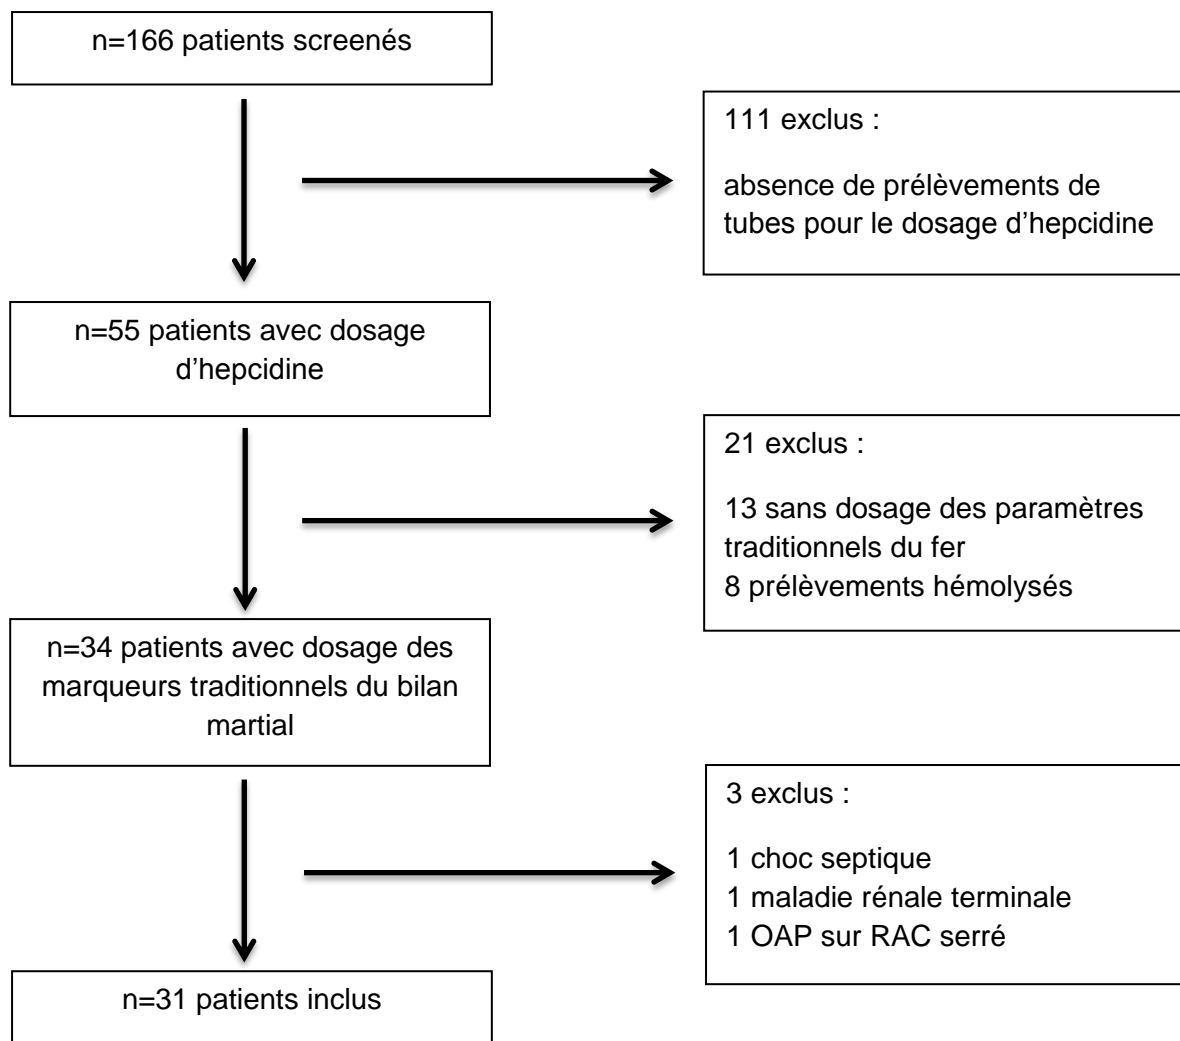 n=166 patients screenés
111 exclus :
absence de prélèvements de
tubes pour le dosage d’hepcidine
n=55 patients avec dosage
d’hepcidine
21 exclus :
13 sans dosage des paramètres
traditionnels du fer
8 prélèvements hémolysés
n=34 patients avec dosage des
marqueurs traditionnels du bilan
martial
3 exclus :
1 choc septique
1 maladie rénale terminale
1 OAP sur RAC serré
n=31 patients inclus